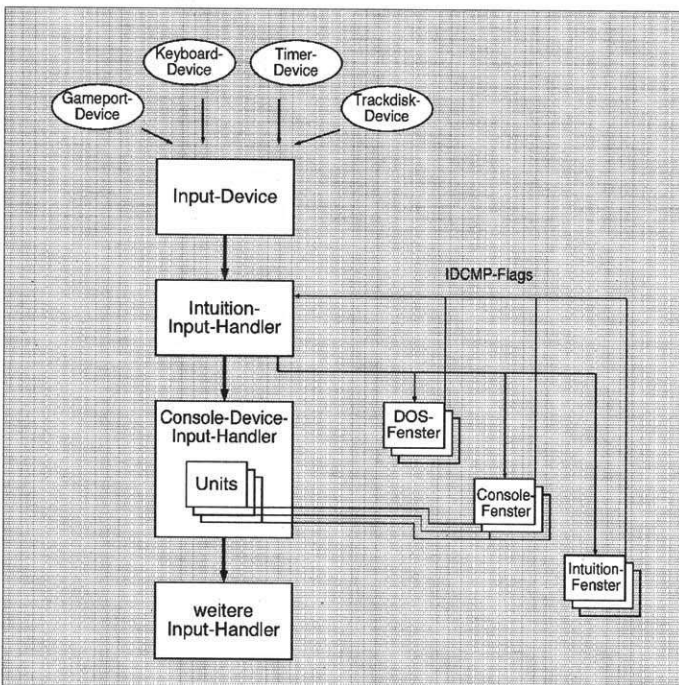 Keyboard-
Device
Timer-
Device
Gameport-
Device
Trackdisk-
Device
Input-Device
IDCMP-Flags
Intuition-
Input-Handler
Console-Device-
Input-Handler
DOS-
Fenster
Units
Console-
Fenster
Intuition-
Fenster
weitere
Input-Handler